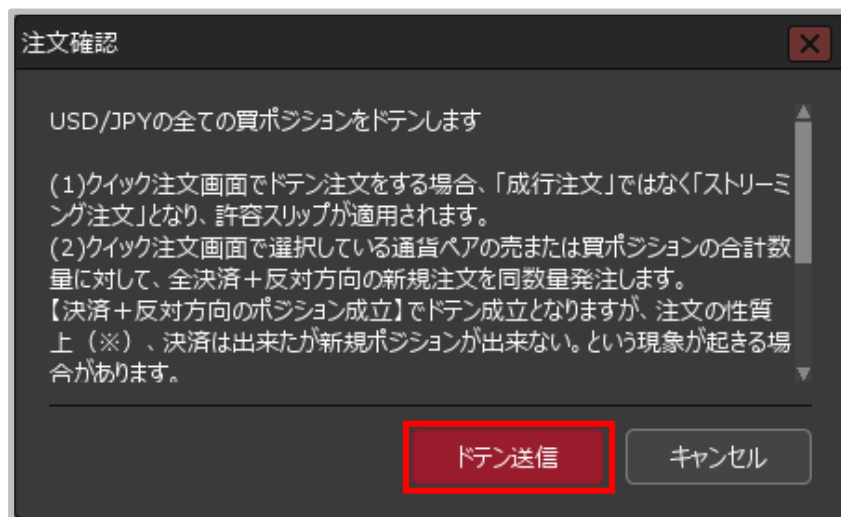 注文確認
USD/JPYの全ての買ポジションをドテンします
(1)クイック注文画面でドテン注文をする場合、「成行注文」ではなく「ストリーミ
ング注文」となり、許容スリップが適用されます。
(2)クイック注文画面で選択している通貨ペアの売または買ポジションの合計数
量に対して、全決済＋反対方向の新規注文を同数量発注します。
【決済＋反対方向のポジション成立】でドテン成立となりますが、注文の性質
上（※）、決済は出来たが新規ポジションが出来ない。という現象が起きる場
合があります。
ドテン送信
キャンセル